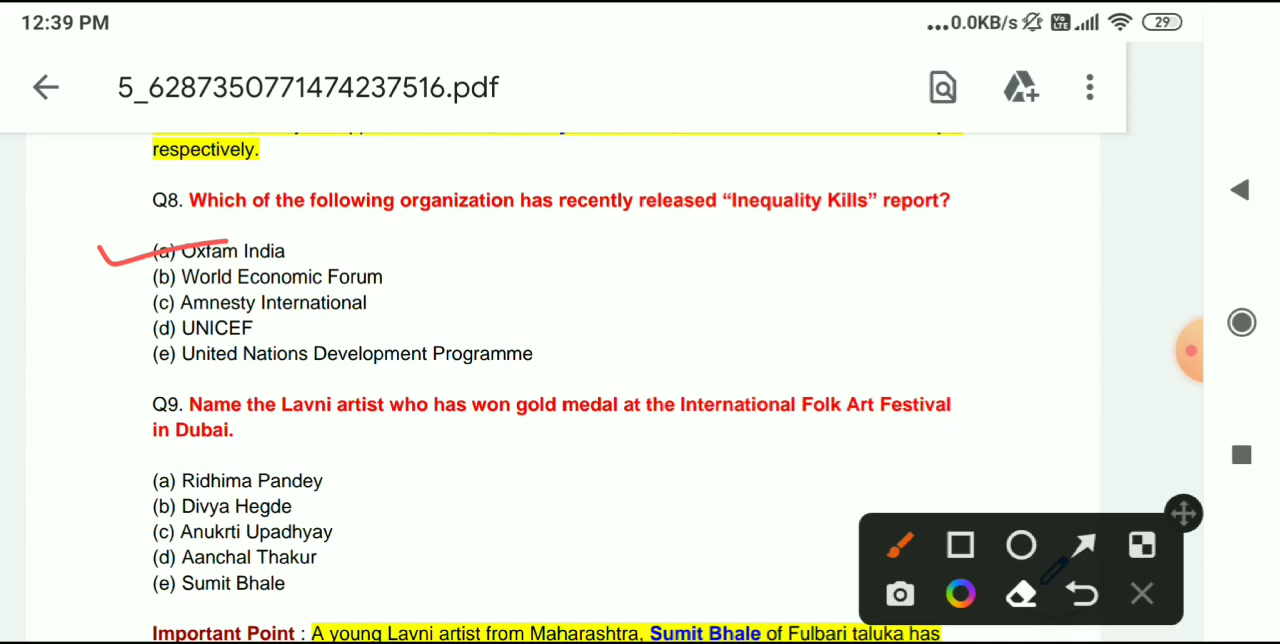 12:39 PM
...0.0KB/s Vo LTE 29
5_6287350771474237516.pdf
respectively.
Q8. Which of the following organization has recently released “Inequality Kills” report?
(a) Oxfam India
(b) World Economic Forum
(c) Amnesty International
(d) UNICEF
(e) United Nations Development Programme
Q9. Name the Lavni artist who has won gold medal at the International Folk Art Festival
in Dubai.
(a) Ridhima Pandey
(b) Divya Hegde
(c) Anukrti Upadhyay
(d) Aanchal Thakur
(e) Sumit Bhale
Important Point : A young Lavni artist from Maharashtra, Sumit Bhale of Fulbari taluka has